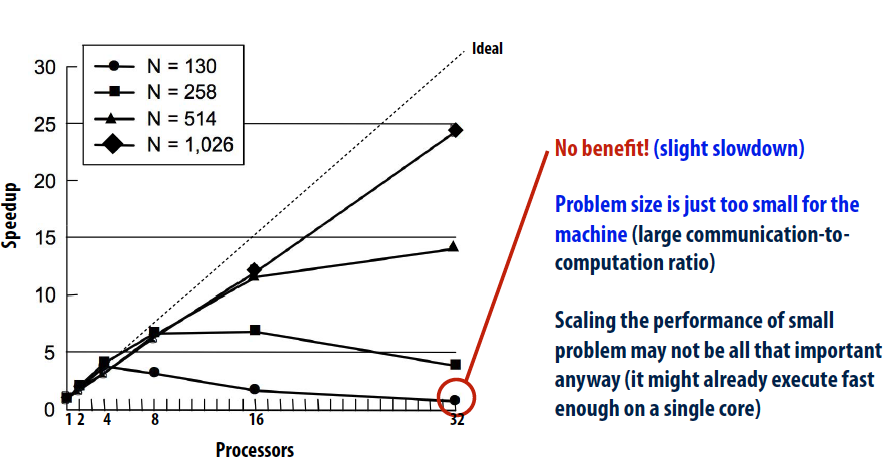 Ideal
30
25
20
15
10
5
0
N = 130
N = 258
N = 514
N = 1,026
Speedup
1 2 4 8 16 32
Processors
No benefit! (slight slowdown)
Problem size is just too small for the
machine (large communication-to-
computation ratio)
Scaling the performance of small
problem may not be all that important
anyway (it might already execute fast
enough on a single core)